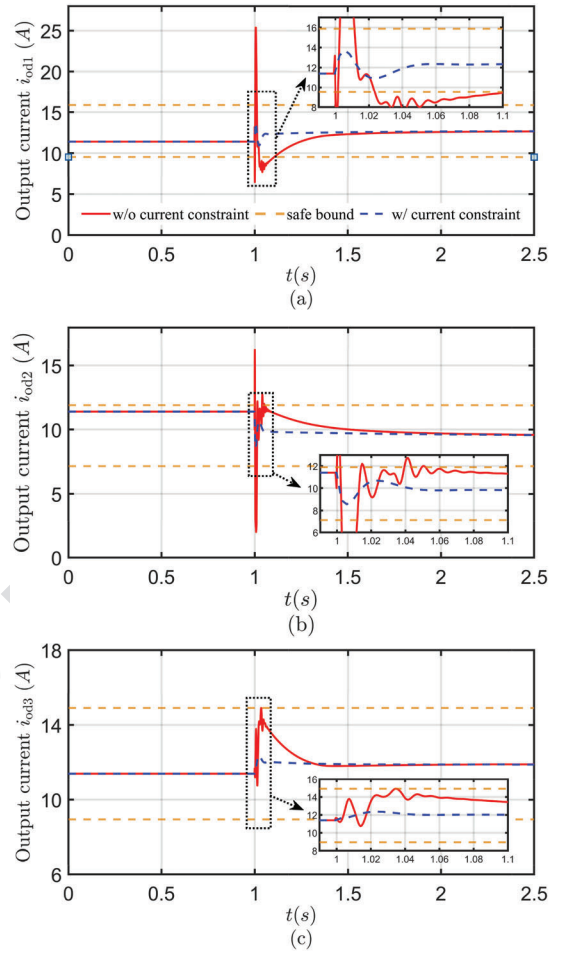 Output current i_od1 (A)
30
25
20
15
10
5
0
16
14
12
10
8
1 1.02 1.04 1.06 1.08 1.1
w/o current constraint safe bound w/ current constraint
0 0.5 1 1.5 2 2.5
t(s)
(a)
Output current i_od2 (A)
15
10
5
0
14
12
10
8
6
1 1.02 1.04 1.06 1.08 1.1
0 0.5 1 1.5 2 2.5
t(s)
(b)
Output current i_od3 (A)
18
15
12
9
6
16
14
12
10
8
1 1.02 1.04 1.06 1.08 1.1
0 0.5 1 1.5 2 2.5
t(s)
(c)